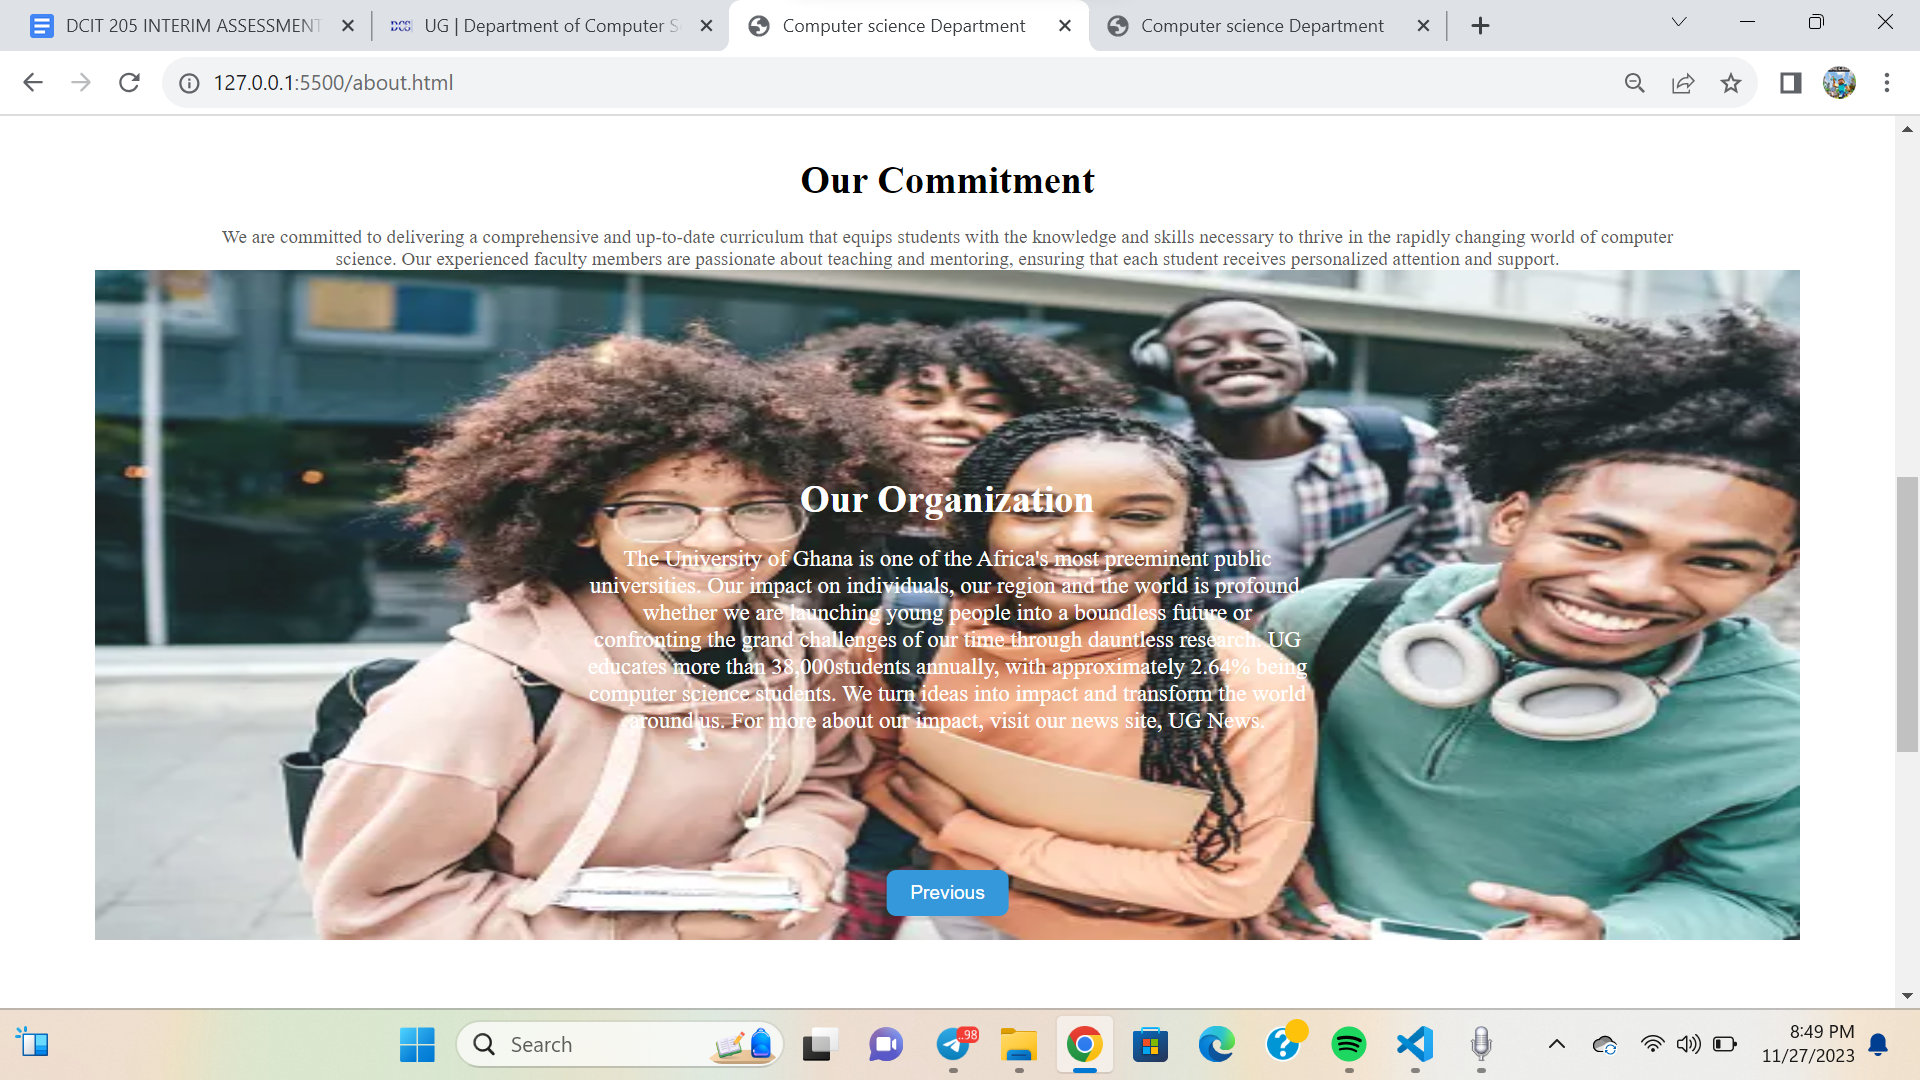 DCIT 205 INTERIM ASSESSMENT
DCS UG | Department of Computer S
Computer science Department
Computer science Department
127.0.0.1:5500/about.html
Our Commitment
We are committed to delivering a comprehensive and up-to-date curriculum that equips students with the knowledge and skills necessary to thrive in the rapidly changing world of computer
science. Our experienced faculty members are passionate about teaching and mentoring, ensuring that each student receives personalized attention and support.
Our Organization
The University of Ghana is one of the Africa's most preeminent public
universities. Our impact on individuals, our region and the world is profound,
whether we are launching young people into a boundless future or
confronting the grand challenges of our time through dauntless research. UG
educates more than 38,000students annually, with approximately 2.64% being
computer science students. We turn ideas into impact and transform the world
around us. For more about our impact, visit our news site, UG News.
Previous
Search
..98
8:49 PM
11/27/2023